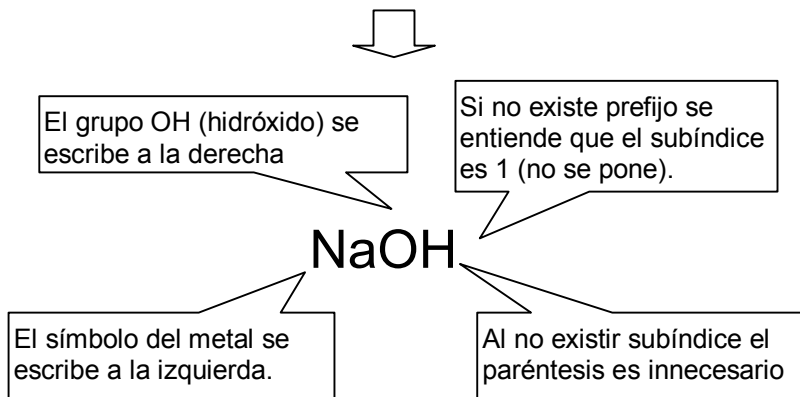 El grupo OH (hidróxido) se
escribe a la derecha
Si no existe prefijo se
entiende que el subíndice
es 1 (no se pone).
NaOH
El símbolo del metal se
escribe a la izquierda.
Al no existir subíndice el
paréntesis es innecesario